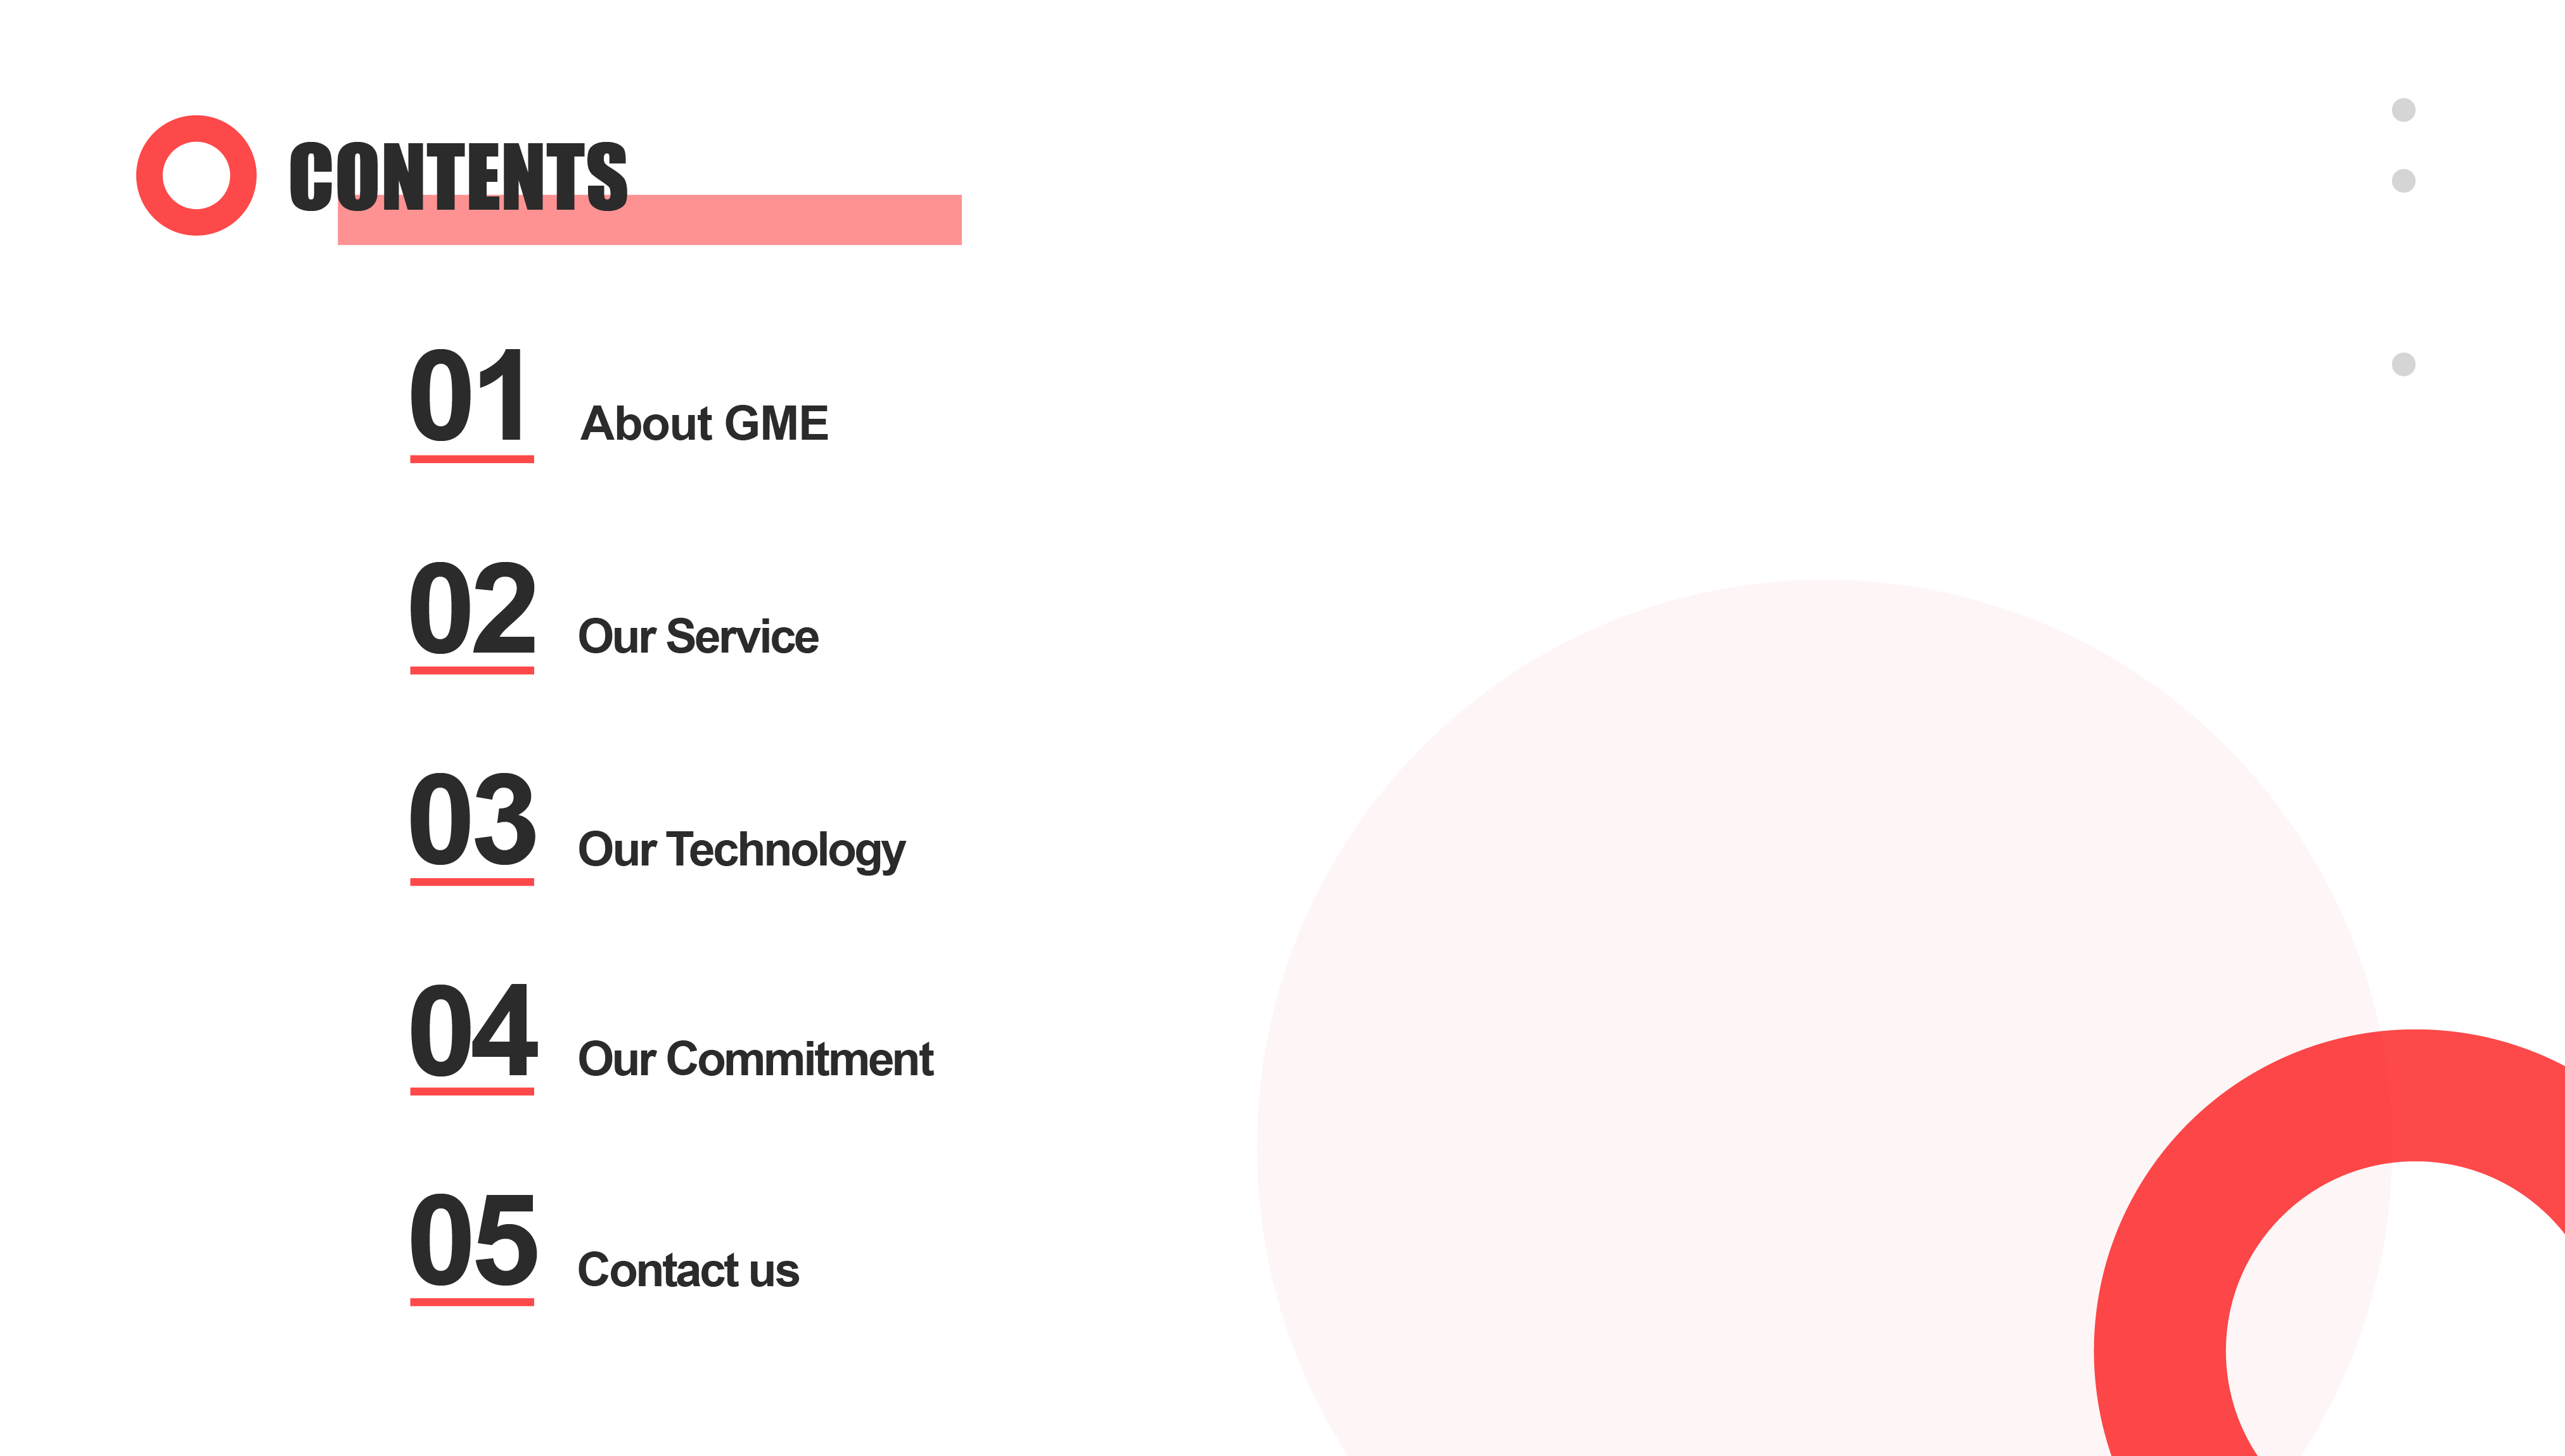 CONTENTS
01 About GME
02 Our Service
03 Our Technology
04 Our Commitment
05 Contact us